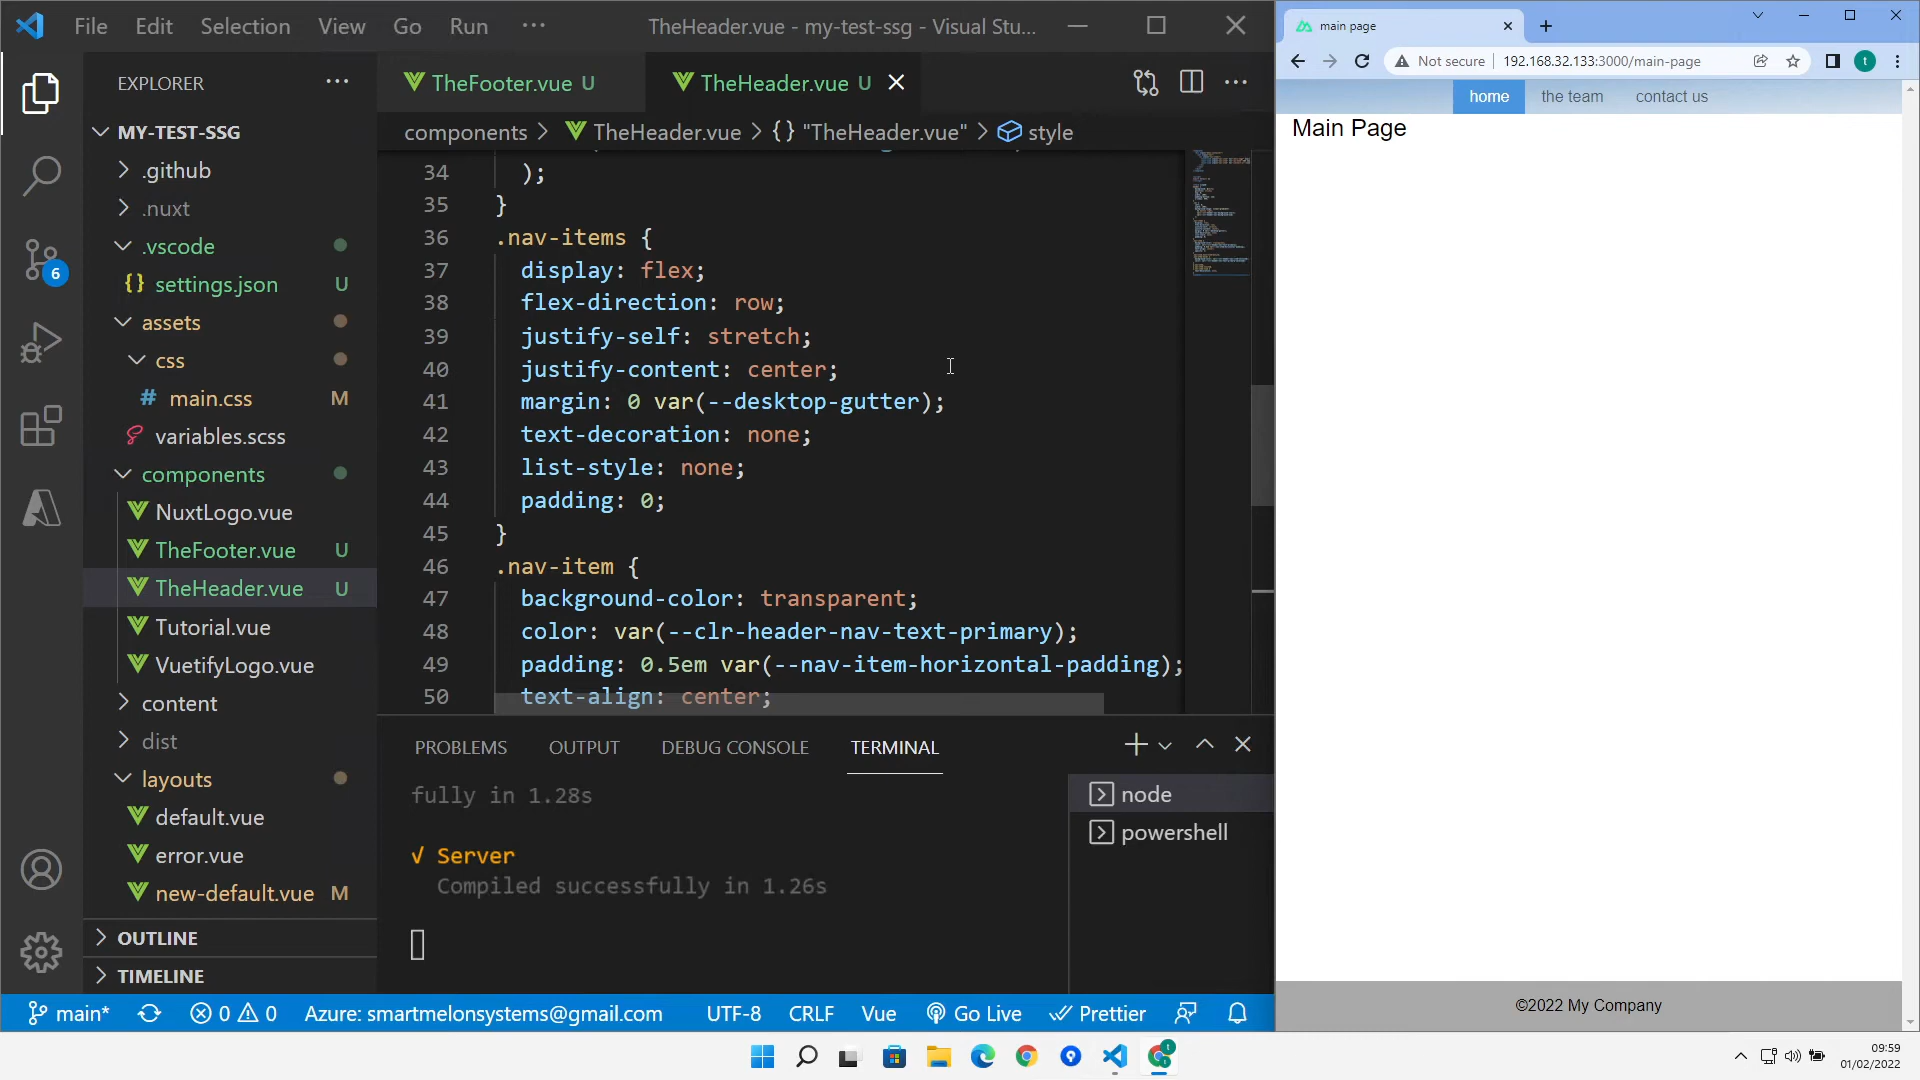 File Edit Selection View Go Run ··· TheHeader.vue - my-test-ssg - Visual Stu...
EXPLORER ···
MY-TEST-SSG
.github
.nuxt
.vscode
{} settings.json U
assets
css
# main.css M
variables.scss
components
NuxtLogo.vue
TheFooter.vue U
TheHeader.vue U
Tutorial.vue
VuetifyLogo.vue
content
dist
layouts
default.vue
error.vue
new-default.vue M
OUTLINE
TIMELINE
6
TheFooter.vue U TheHeader.vue U
components > TheHeader.vue > {} "TheHeader.vue" > style
34 );
35 }
36 .nav-items {
37 display: flex;
38 flex-direction: row;
39 justify-self: stretch;
40 justify-content: center;
41 margin: 0 var(--desktop-gutter);
42 text-decoration: none;
43 list-style: none;
44 padding: 0;
45 }
46 .nav-item {
47 background-color: transparent;
48 color: var(--clr-header-nav-text-primary);
49 padding: 0.5em var(--nav-item-horizontal-padding);
50 text-align: center;
PROBLEMS OUTPUT DEBUG CONSOLE TERMINAL
fully in 1.28s
√ Server
Compiled successfully in 1.26s
node
powershell
main* 0 0 Azure: smartmelonsystems@gmail.com UTF-8 CRLF Vue Go Live Prettier
main page
Not secure 192.168.32.133:3000/main-page t
home the team contact us
Main Page
©2022 My Company
t
09:59
01/02/2022